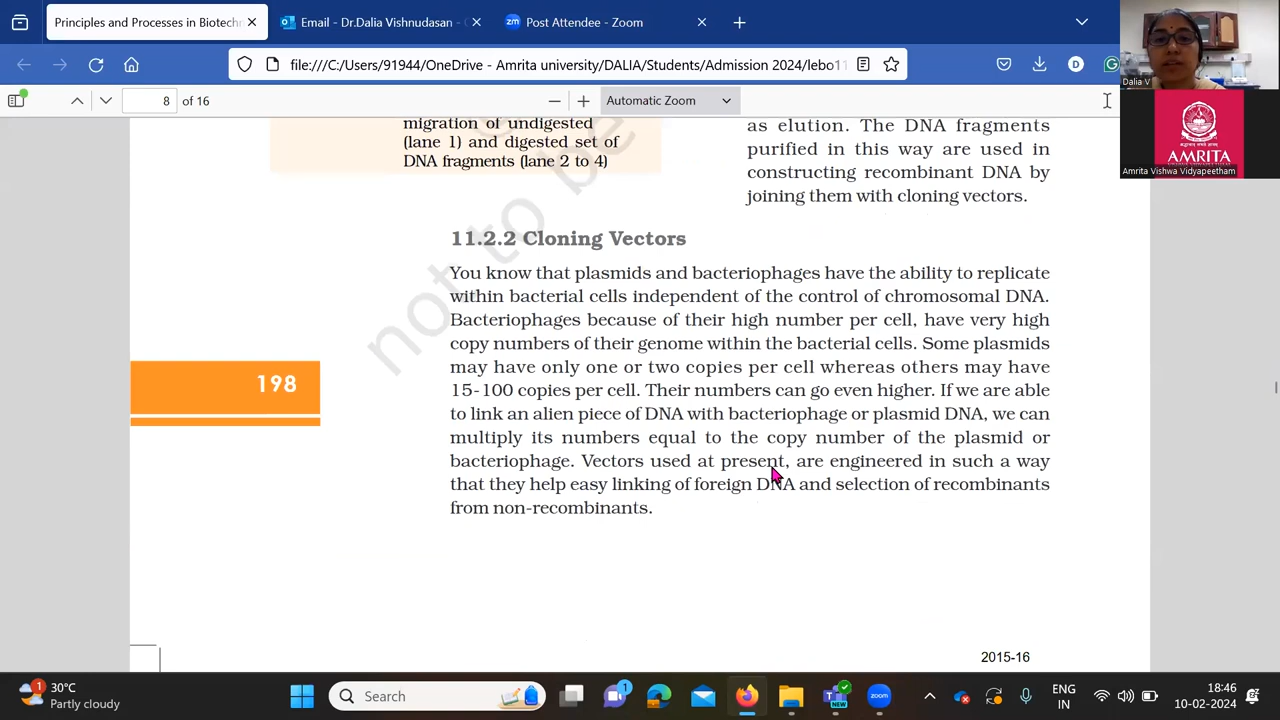 Principles and Processes in Biotechn
Email - Dr.Dalia Vishnudasan -
Post Attendee - Zoom
file:///C:/Users/91944/OneDrive - Amrita university/DALIA/Students/Admission 2024/lebo11
D
8 of 16
Automatic Zoom
Dalia V
AMRITA
Amrita Vishwa Vidyapeetham
migration of undigested
(lane 1) and digested set of
DNA fragments (lane 2 to 4)
as elution. The DNA fragments
purified in this way are used in
constructing recombinant DNA by
joining them with cloning vectors.
not to be
11.2.2 Cloning Vectors
You know that plasmids and bacteriophages have the ability to replicate
within bacterial cells independent of the control of chromosomal DNA.
Bacteriophages because of their high number per cell, have very high
copy numbers of their genome within the bacterial cells. Some plasmids
may have only one or two copies per cell whereas others may have
15-100 copies per cell. Their numbers can go even higher. If we are able
to link an alien piece of DNA with bacteriophage or plasmid DNA, we can
multiply its numbers equal to the copy number of the plasmid or
bacteriophage. Vectors used at present, are engineered in such a way
that they help easy linking of foreign DNA and selection of recombinants
from non-recombinants.
198
2015-16
1
30°C
Partly cloudy
Search
1
NEW
ENG
IN
18:46
10-02-2024